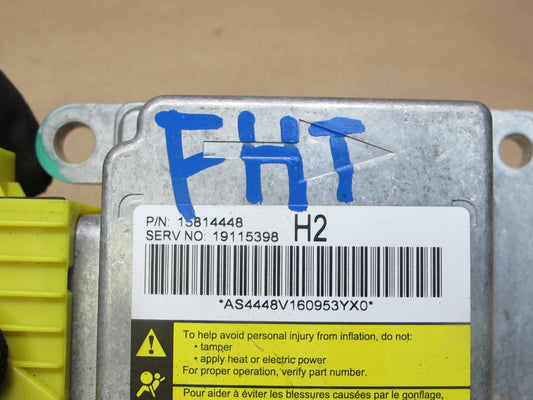 FHT
P/N: 15814448
SERV NO: 19115398 H2
*AS4448V160953YX0*
To help avoid personal injury from inflation, do not:
• tamper
• apply heat or electric power
For proper operation, verify part number.
Pour aider à éviter les blessures causées par le gonflage,